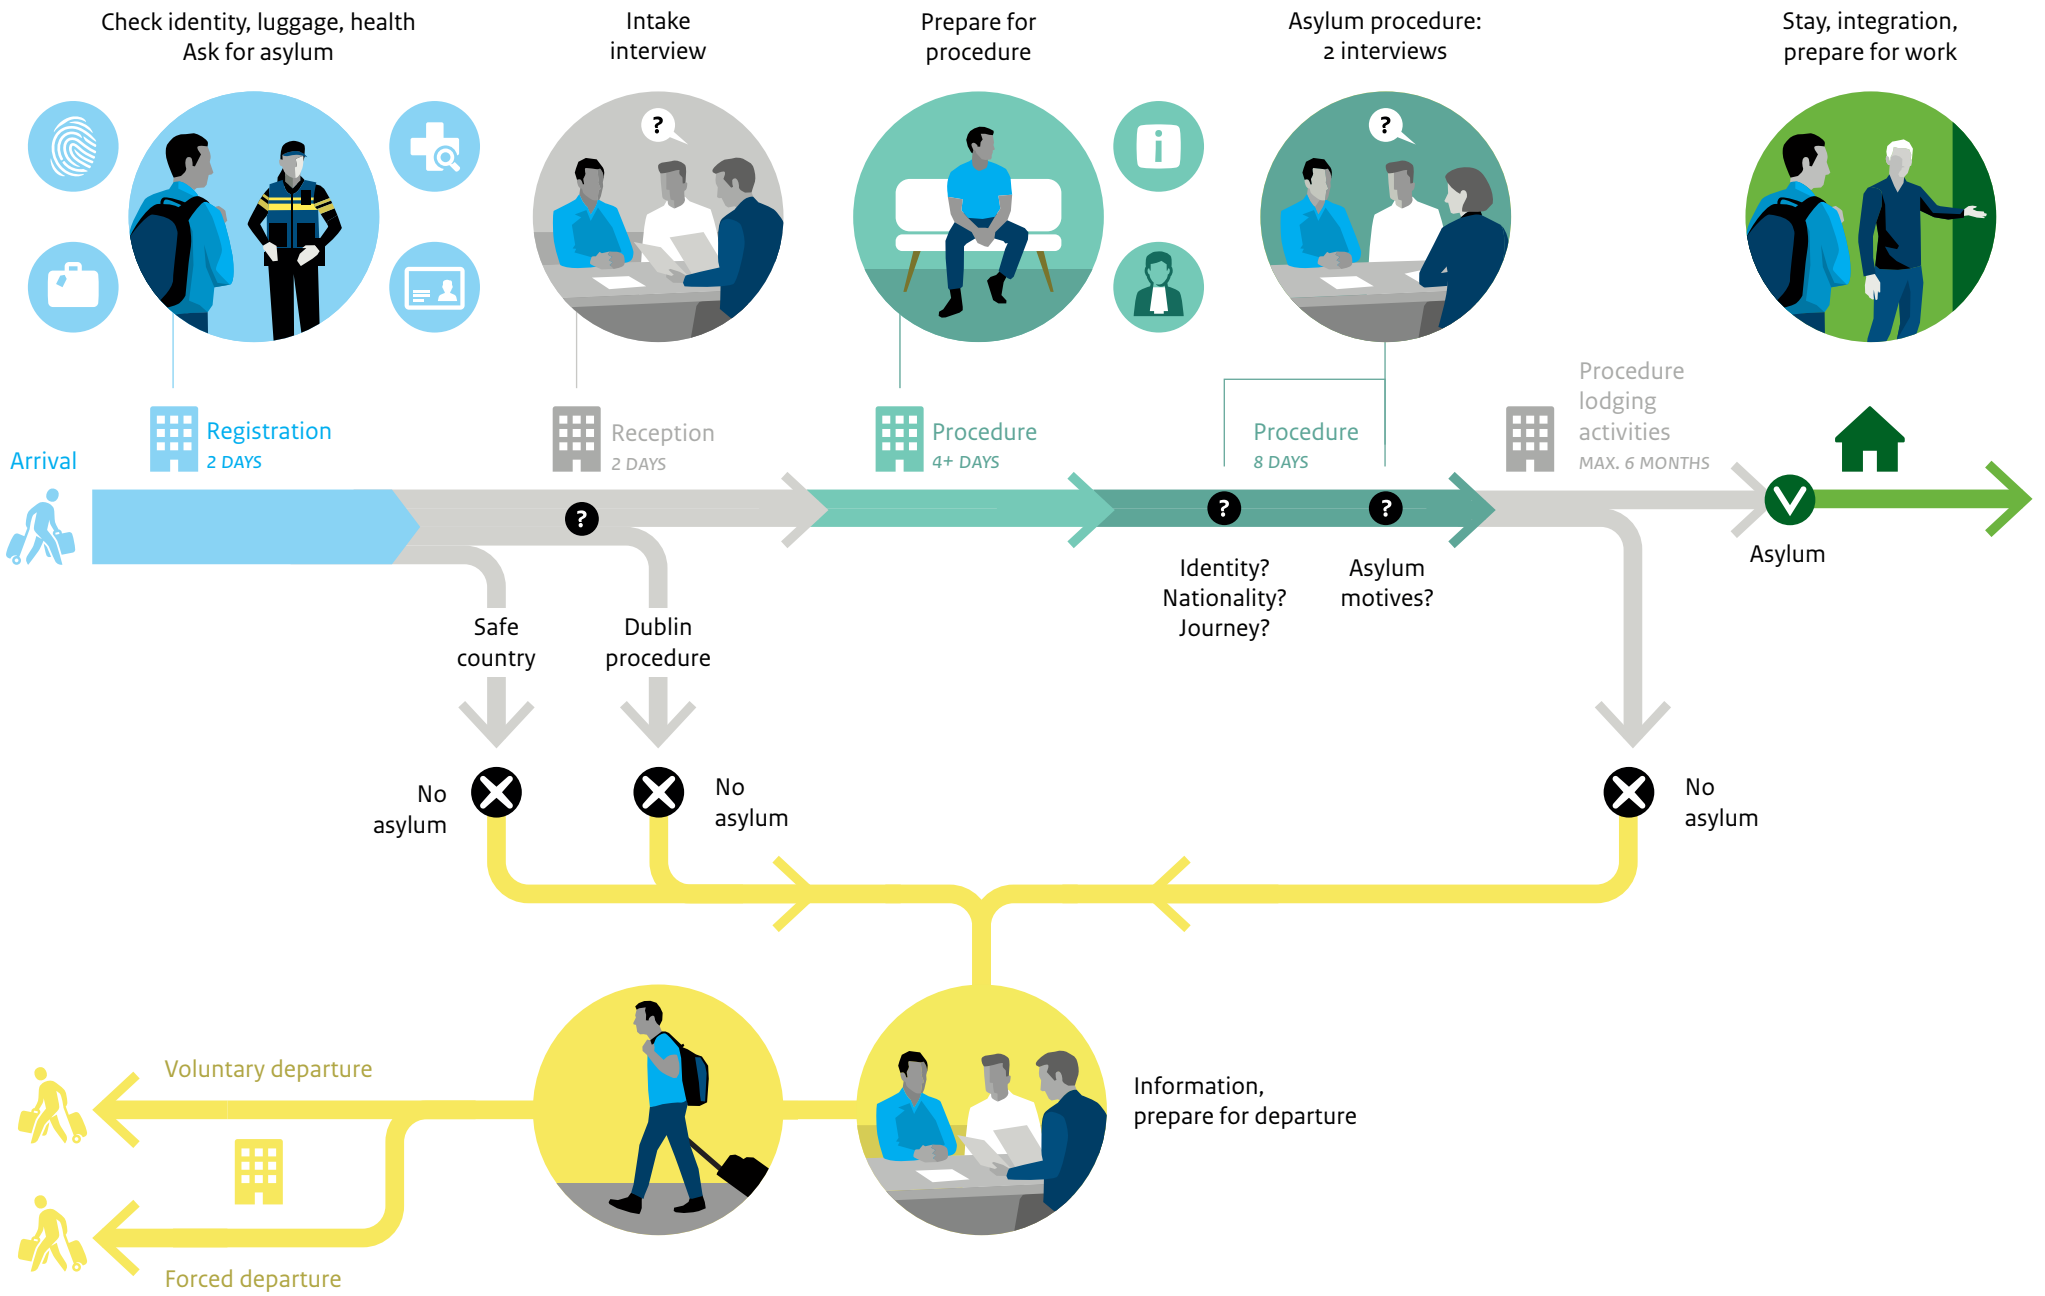 Check identity, luggage, health
Ask for asylum
Intake
interview
Prepare for
procedure
Asylum procedure:
2 interviews
Stay, integration,
prepare for work
?
?
i
Arrival
Registration
2 DAYS
Reception
2 DAYS
Procedure
4+ DAYS
Procedure
8 DAYS
Procedure
lodging
activities
MAX. 6 MONTHS
?
?
?
Identity?
Nationality?
Journey?
Asylum
motives?
Asylum
Safe
country
Dublin
procedure
No
asylum
No
asylum
No
asylum
Voluntary departure
Information,
prepare for departure
Forced departure